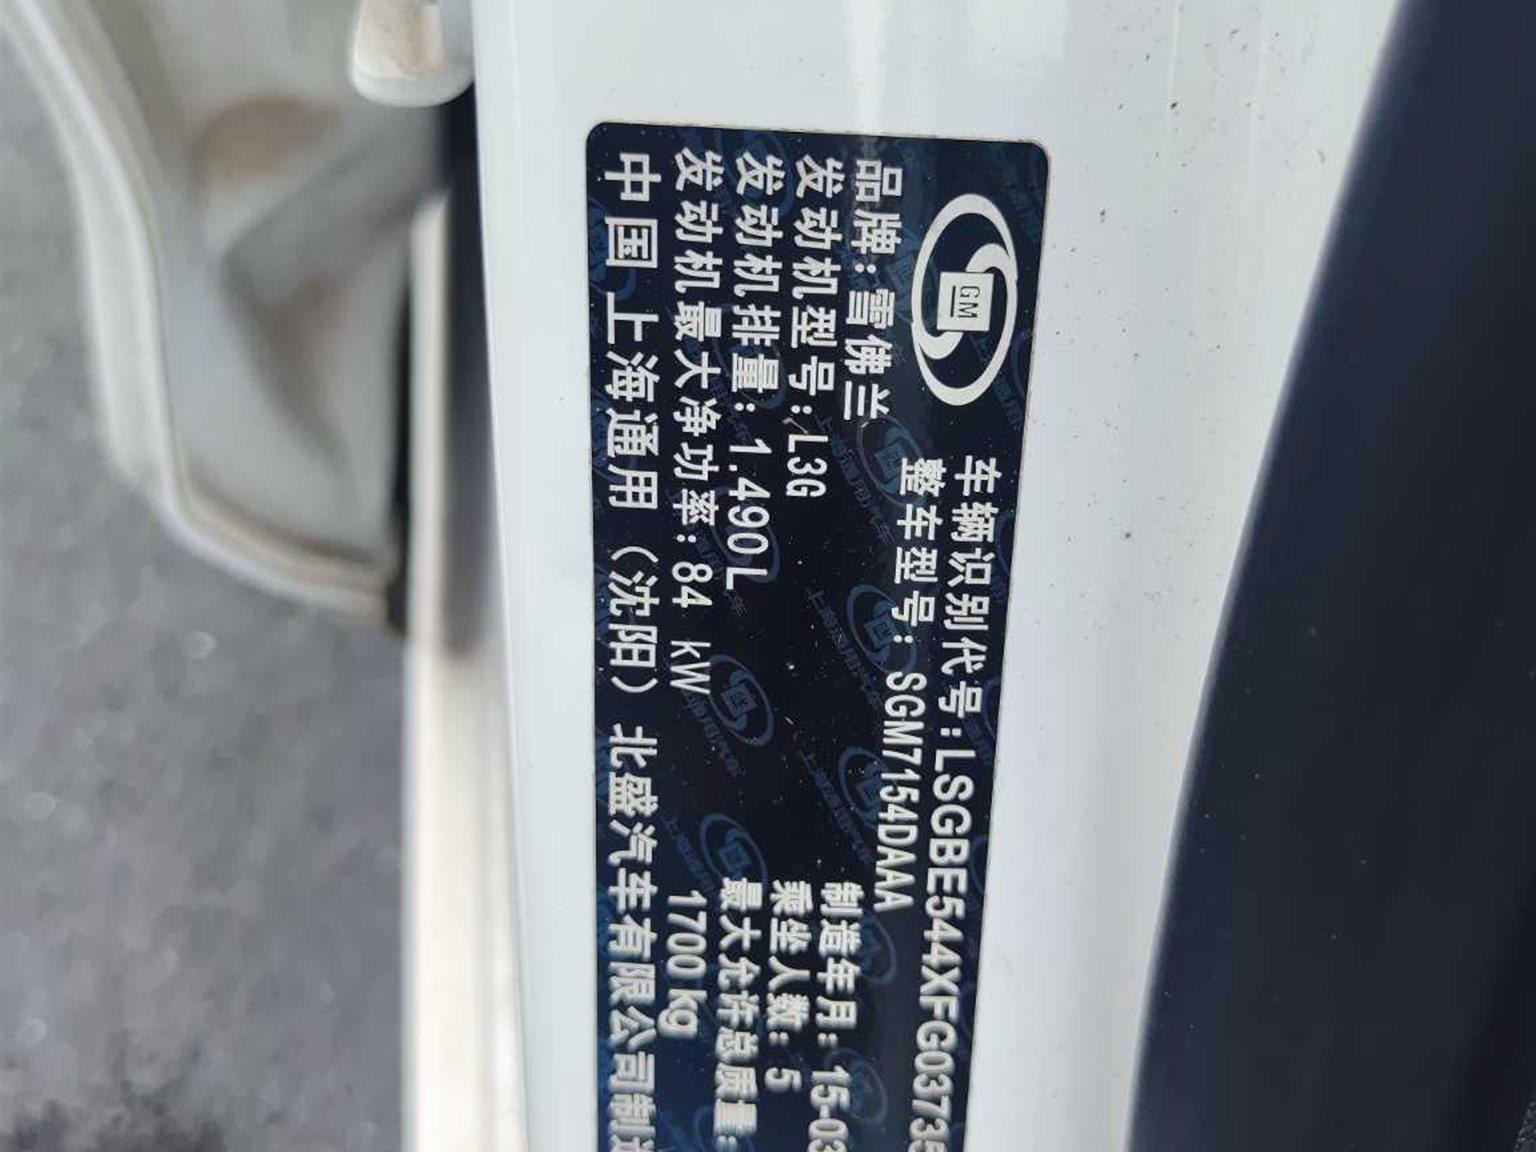 GM
车辆识别代号:LSGBE544XFG03735
整车型号:SGM7154DAAA
品牌:雪佛兰
发动机型号:L3G
制造年月:15-03
发动机排量:1.490L
乘坐人数:5
发动机最大净功率:84 kW
最大允许总质量:
1700kg
中国 上海通用(沈阳)北盛汽车有限公司制造